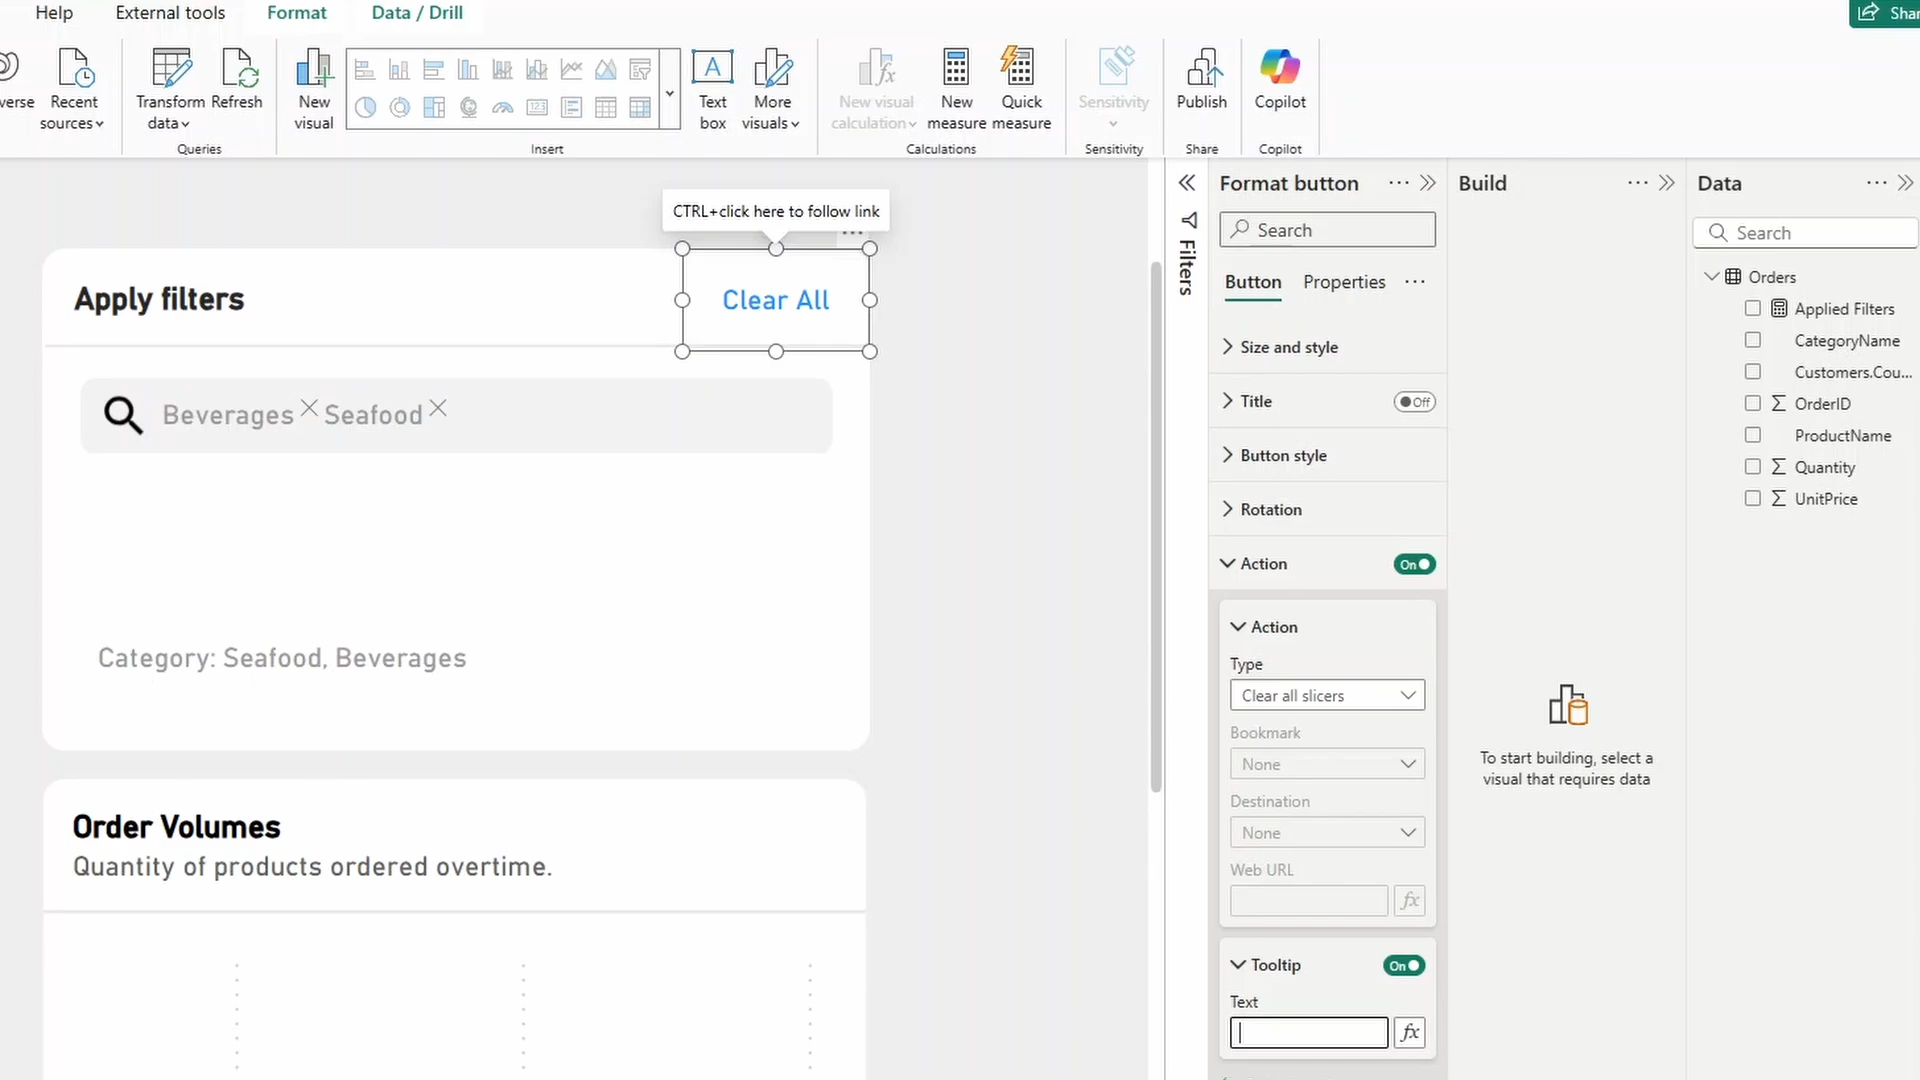 Help
External tools
Format
Data / Drill
Shar
verse
Recent
sources
Transform
data
Refresh
Queries
New
visual
Text
box
More
visuals
Insert
New visual
calculation
New
measure
Quick
measure
Calculations
Sensitivity
Sensitivity
Publish
Share
Copilot
Copilot
CTRL+click here to follow link
Apply filters
Clear All
Beverages
Seafood
Category: Seafood, Beverages
Order Volumes
Quantity of products ordered overtime.
Filters
Format button
Search
Button
Properties
Size and style
Title
Off
Button style
Rotation
Action
On
Action
Type
Clear all slicers
Bookmark
None
Destination
None
Web URL
fx
Tooltip
On
Text
fx
Build
To start building, select a
visual that requires data
Data
Search
Orders
Applied Filters
CategoryName
Customers.Cou...
OrderID
ProductName
Quantity
UnitPrice